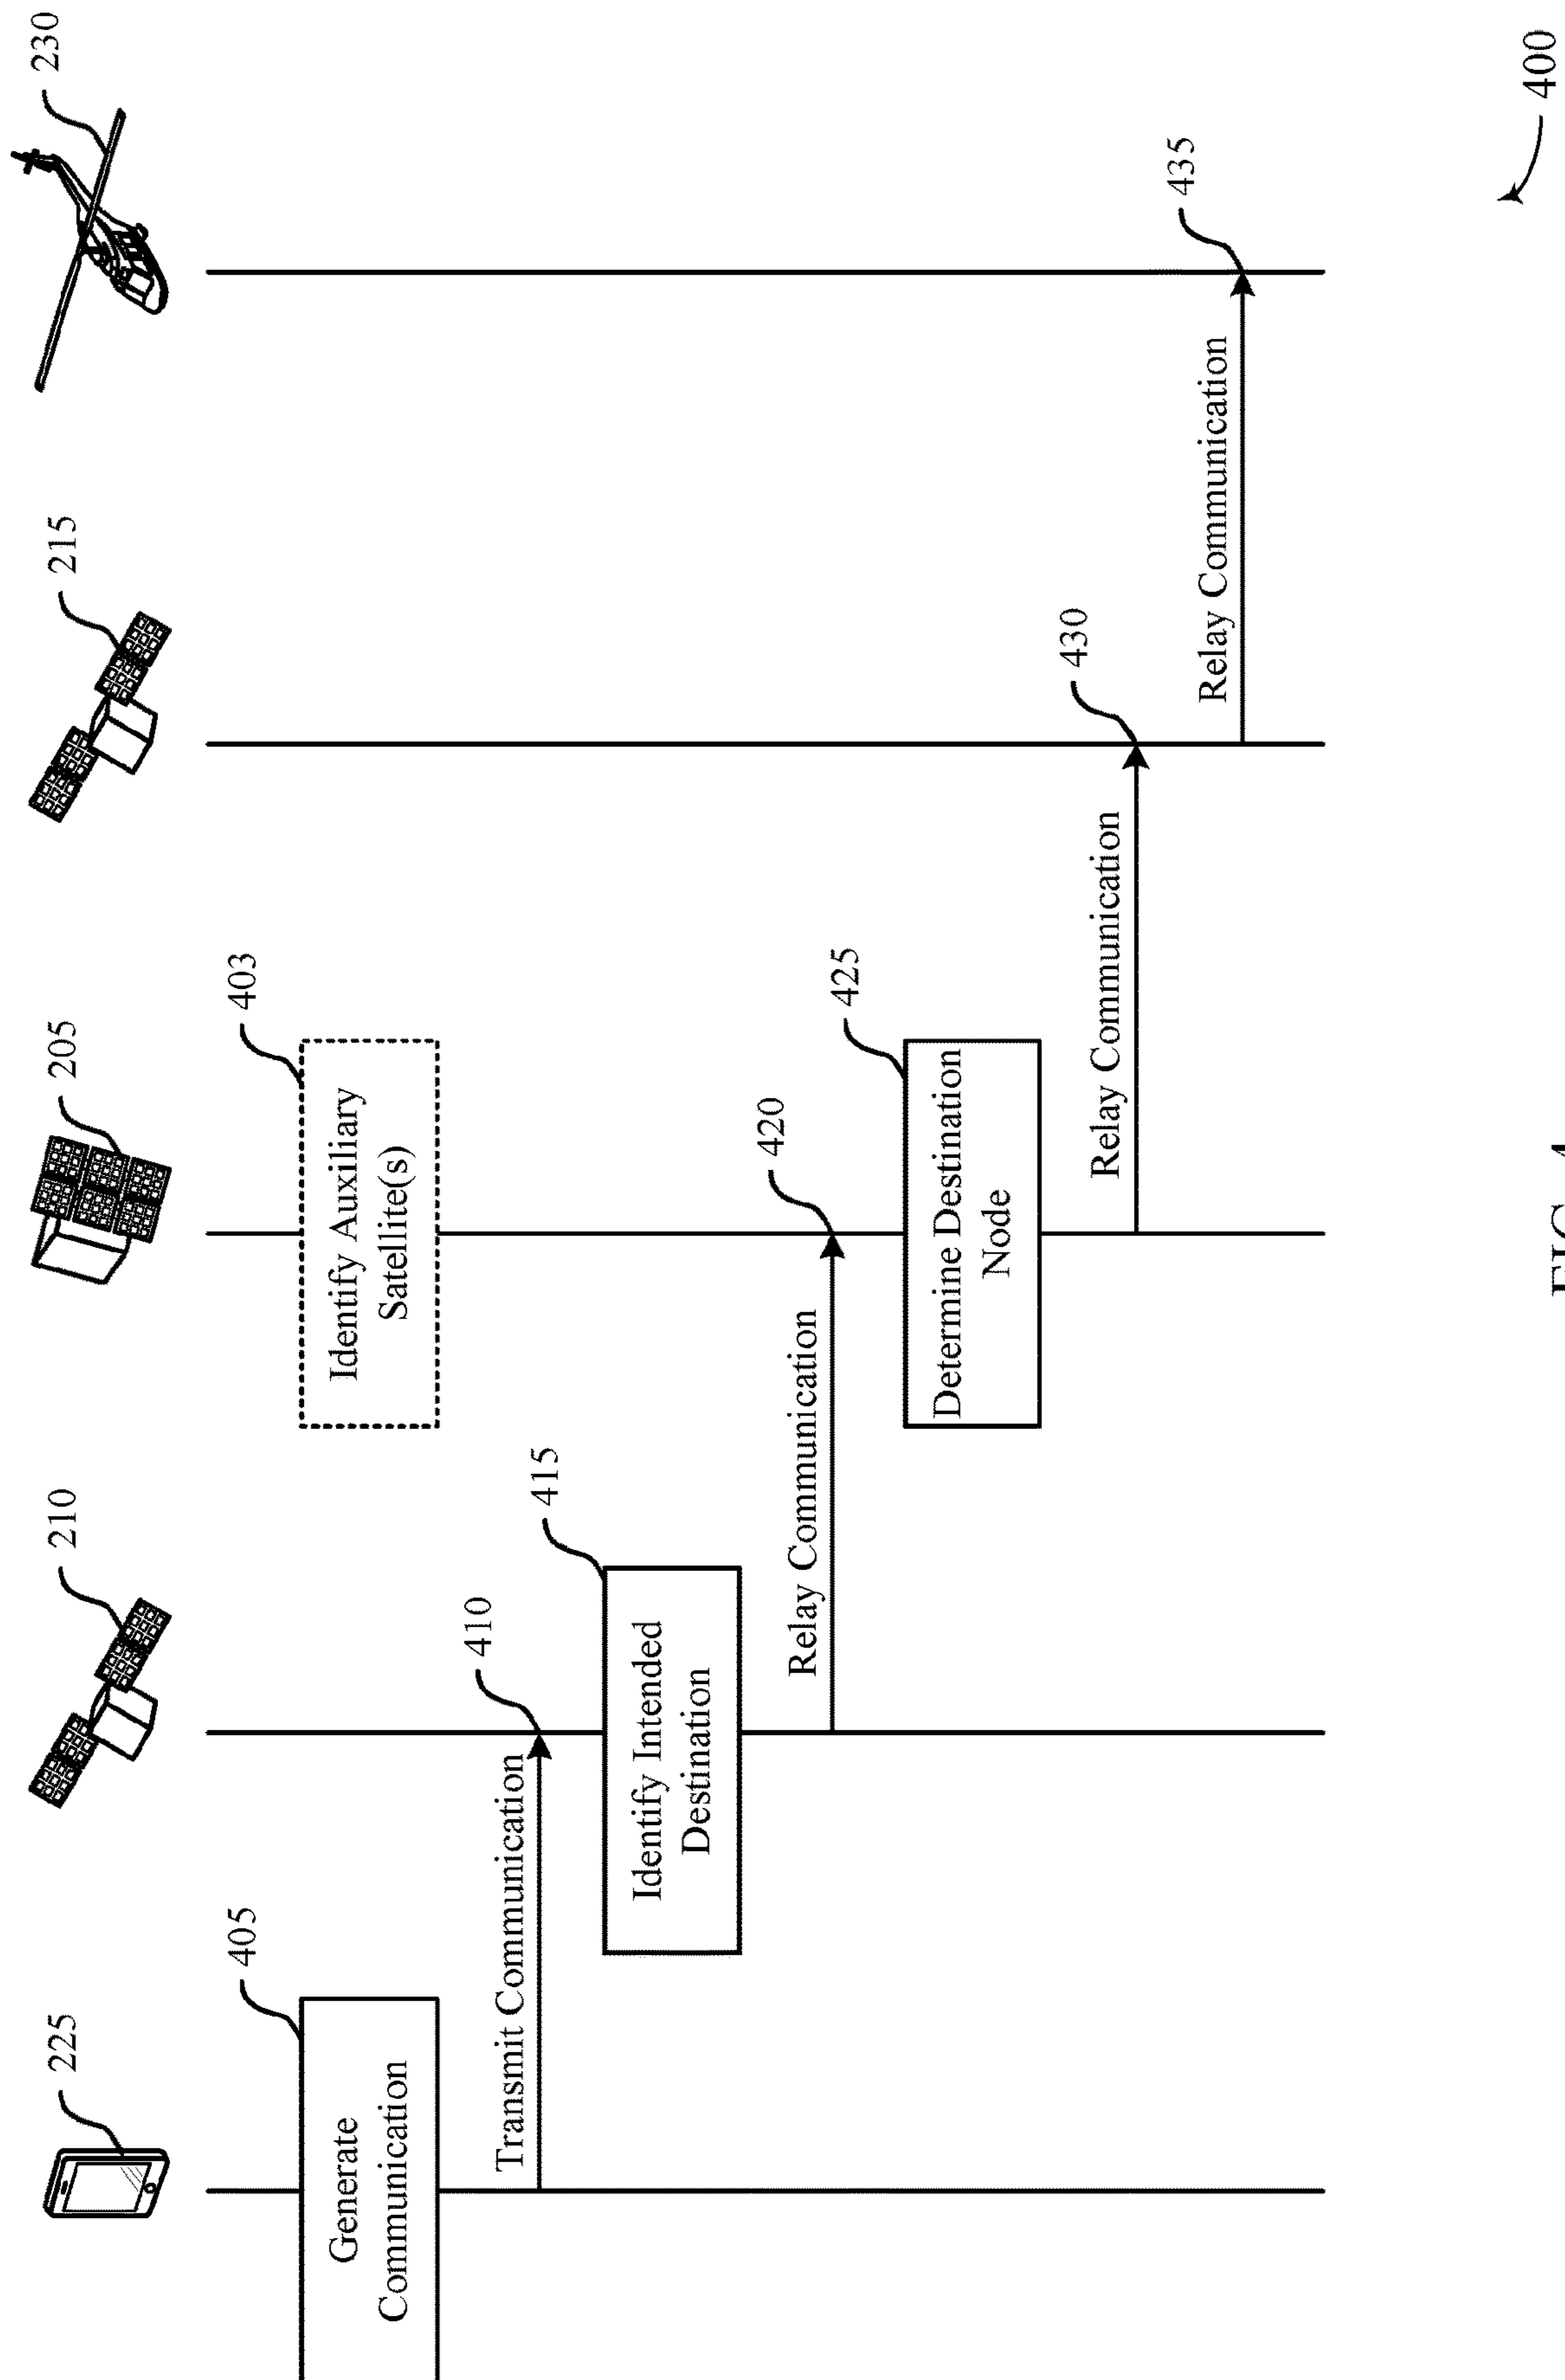 225
210
205
215
230
405
Generate
Communication
403
Identify Auxiliary
Satellite(s)
410
Transmit Communication
415
Identify Intended
Destination
420
Relay Communication
425
Determine Destination
Node
430
Relay Communication
435
Relay Communication
400